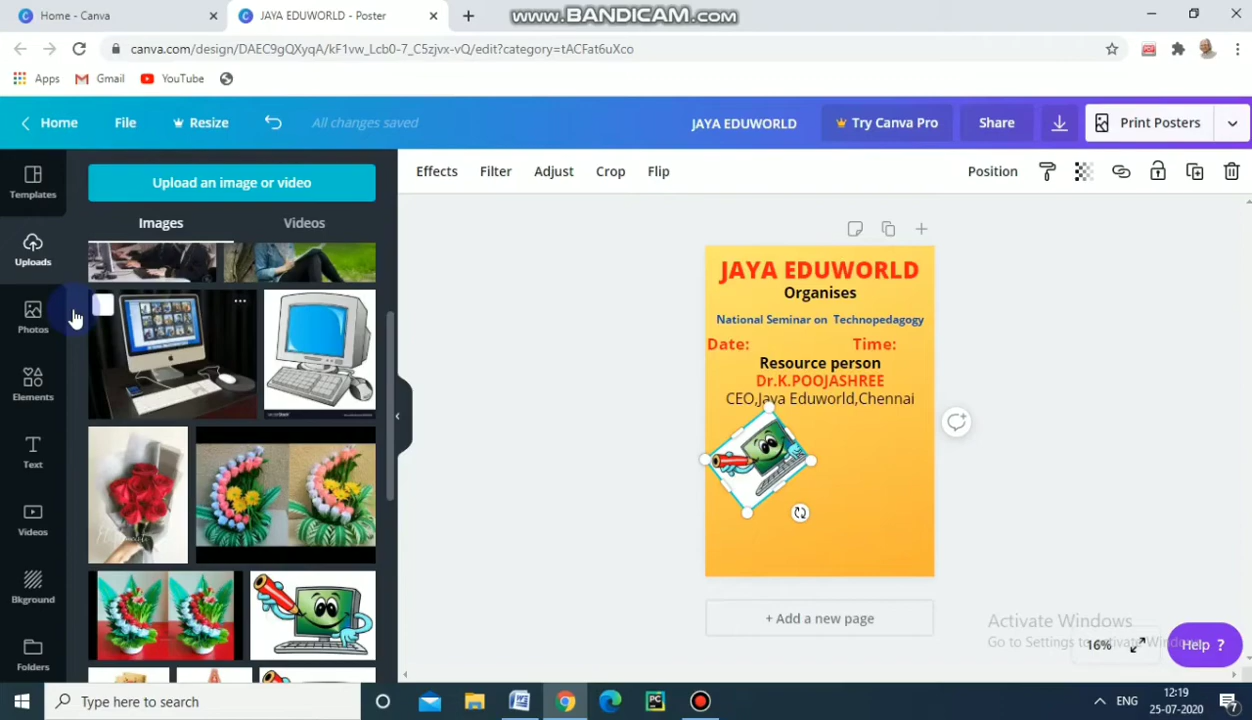 Home - Canva
JAYA EDUWORLD - Poster
WWW.BANDICAM.COM
canva.com/design/DAEC9gQXyqA/kF1vw_Lcb0-7_C5zjvx-vQ/edit?category=tACFat6uXco
Apps
Gmail
YouTube
Home
File
Resize
All changes saved
JAYA EDUWORLD
Try Canva Pro
Share
Print Posters
Templates
Uploads
Photos
Elements
Text
Videos
Bkground
Folders
Upload an image or video
Images
Videos
Effects
Filter
Adjust
Crop
Flip
Position
JAYA EDUWORLD
Organises
National Seminar on Technopedagogy
Date:
Time:
Resource person
Dr.K.POOJASHREE
CEO,Jaya Eduworld,Chennai
+ Add a new page
Activate Windows
Go to Settings to activate Windows.
16%
Help ?
Type here to search
ENG
12:19
25-07-2020